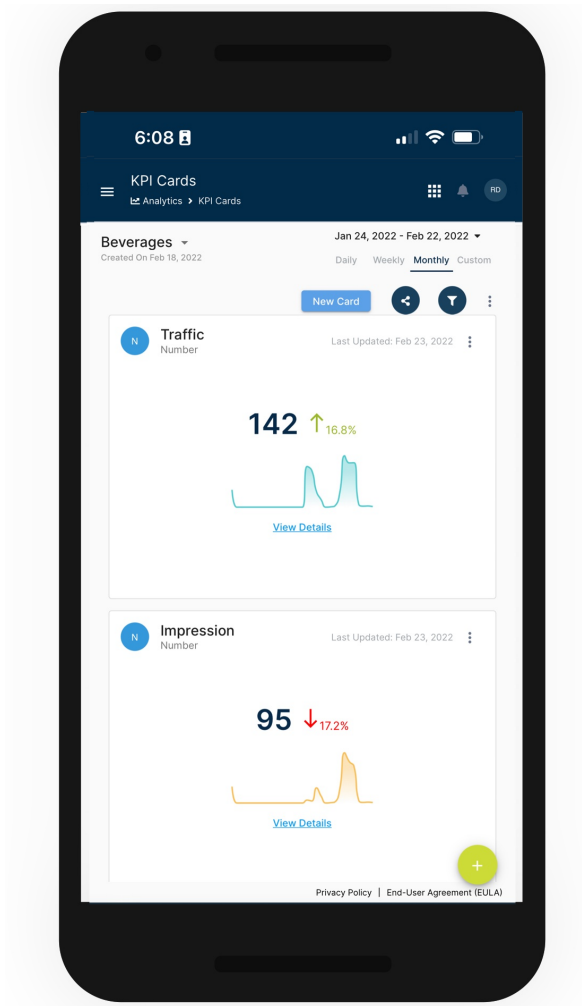 6:08
KPI Cards
Analytics > KPI Cards
RD
Beverages
Jan 24, 2022 - Feb 22, 2022
Created On Feb 18, 2022
Daily Weekly Monthly Custom
New Card
N
Traffic
Number
Last Updated: Feb 23, 2022
142
16.8%
View Details
N
Impression
Number
Last Updated: Feb 23, 2022
95
17.2%
View Details
+
Privacy Policy | End-User Agreement (EULA)